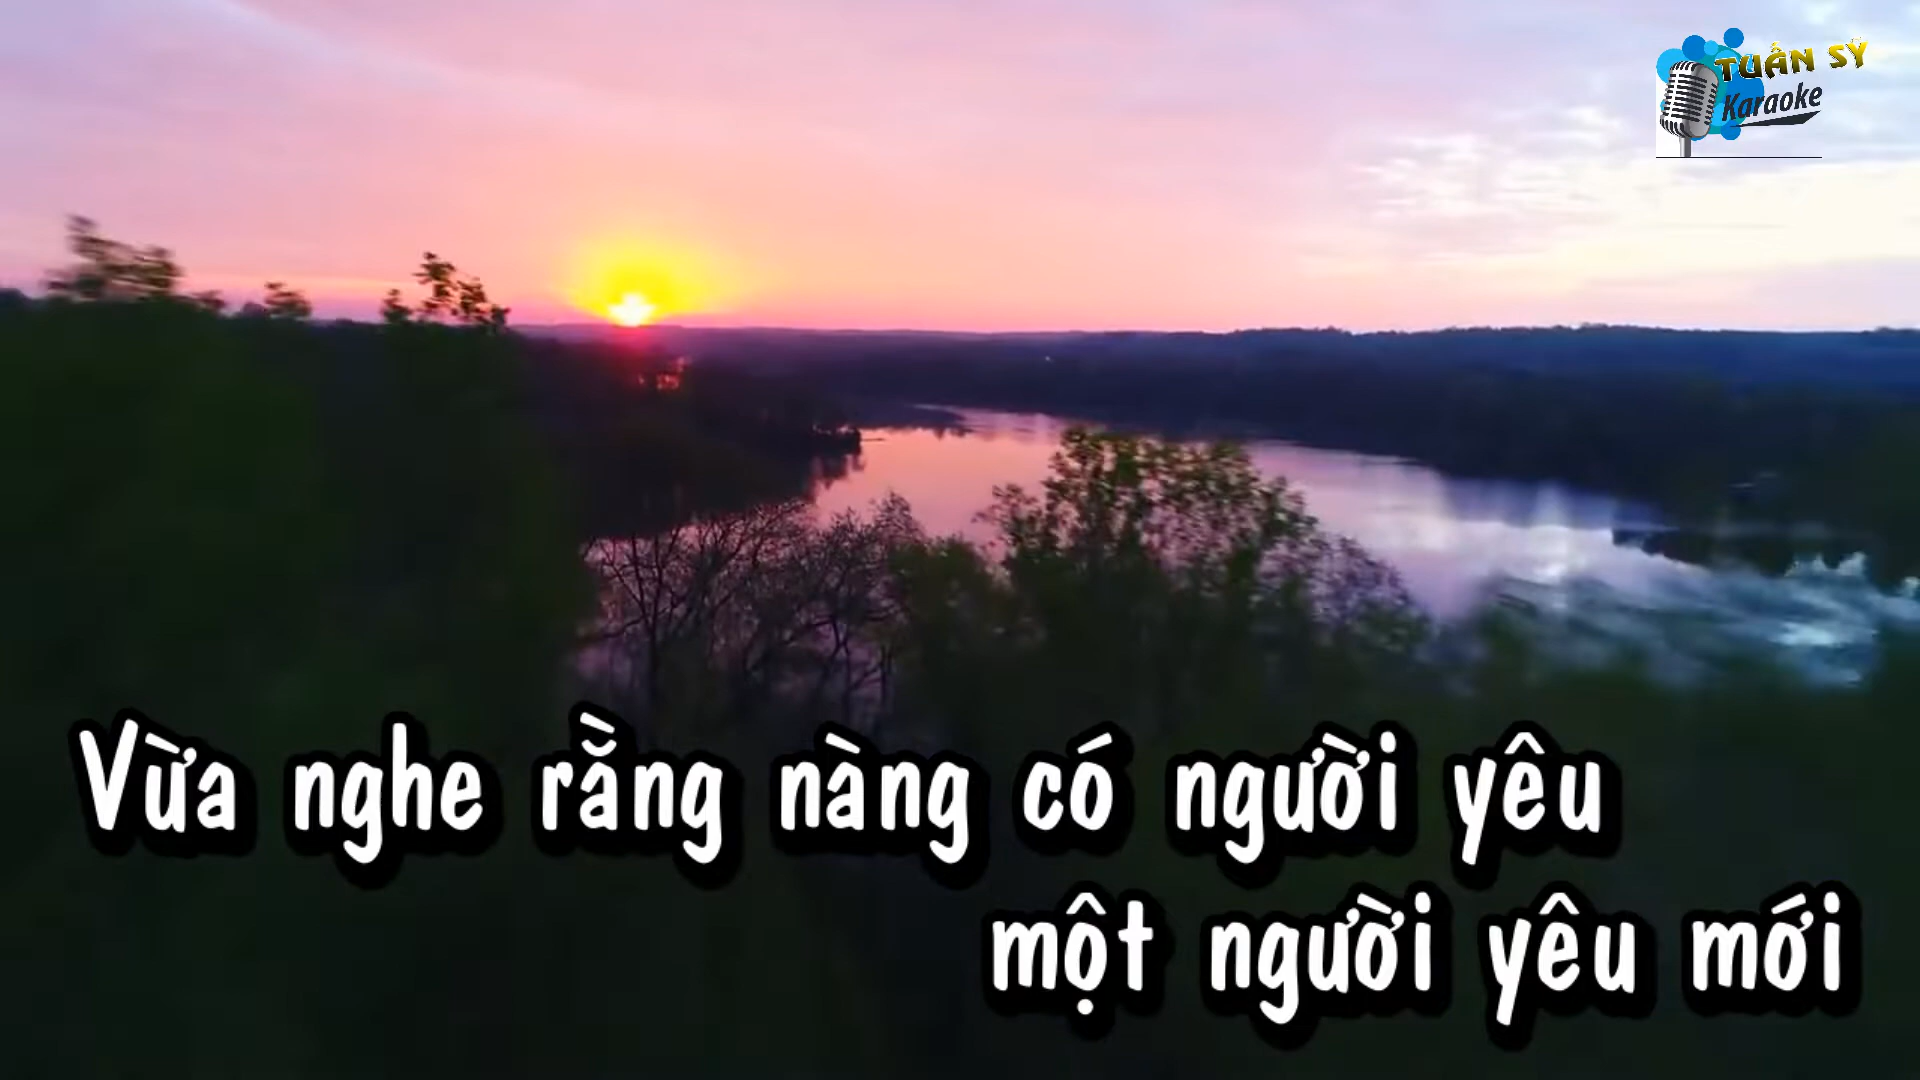 TUẤN SỸ
Karaoke
Vừa nghe rằng nàng có người yêu
một người yêu mới